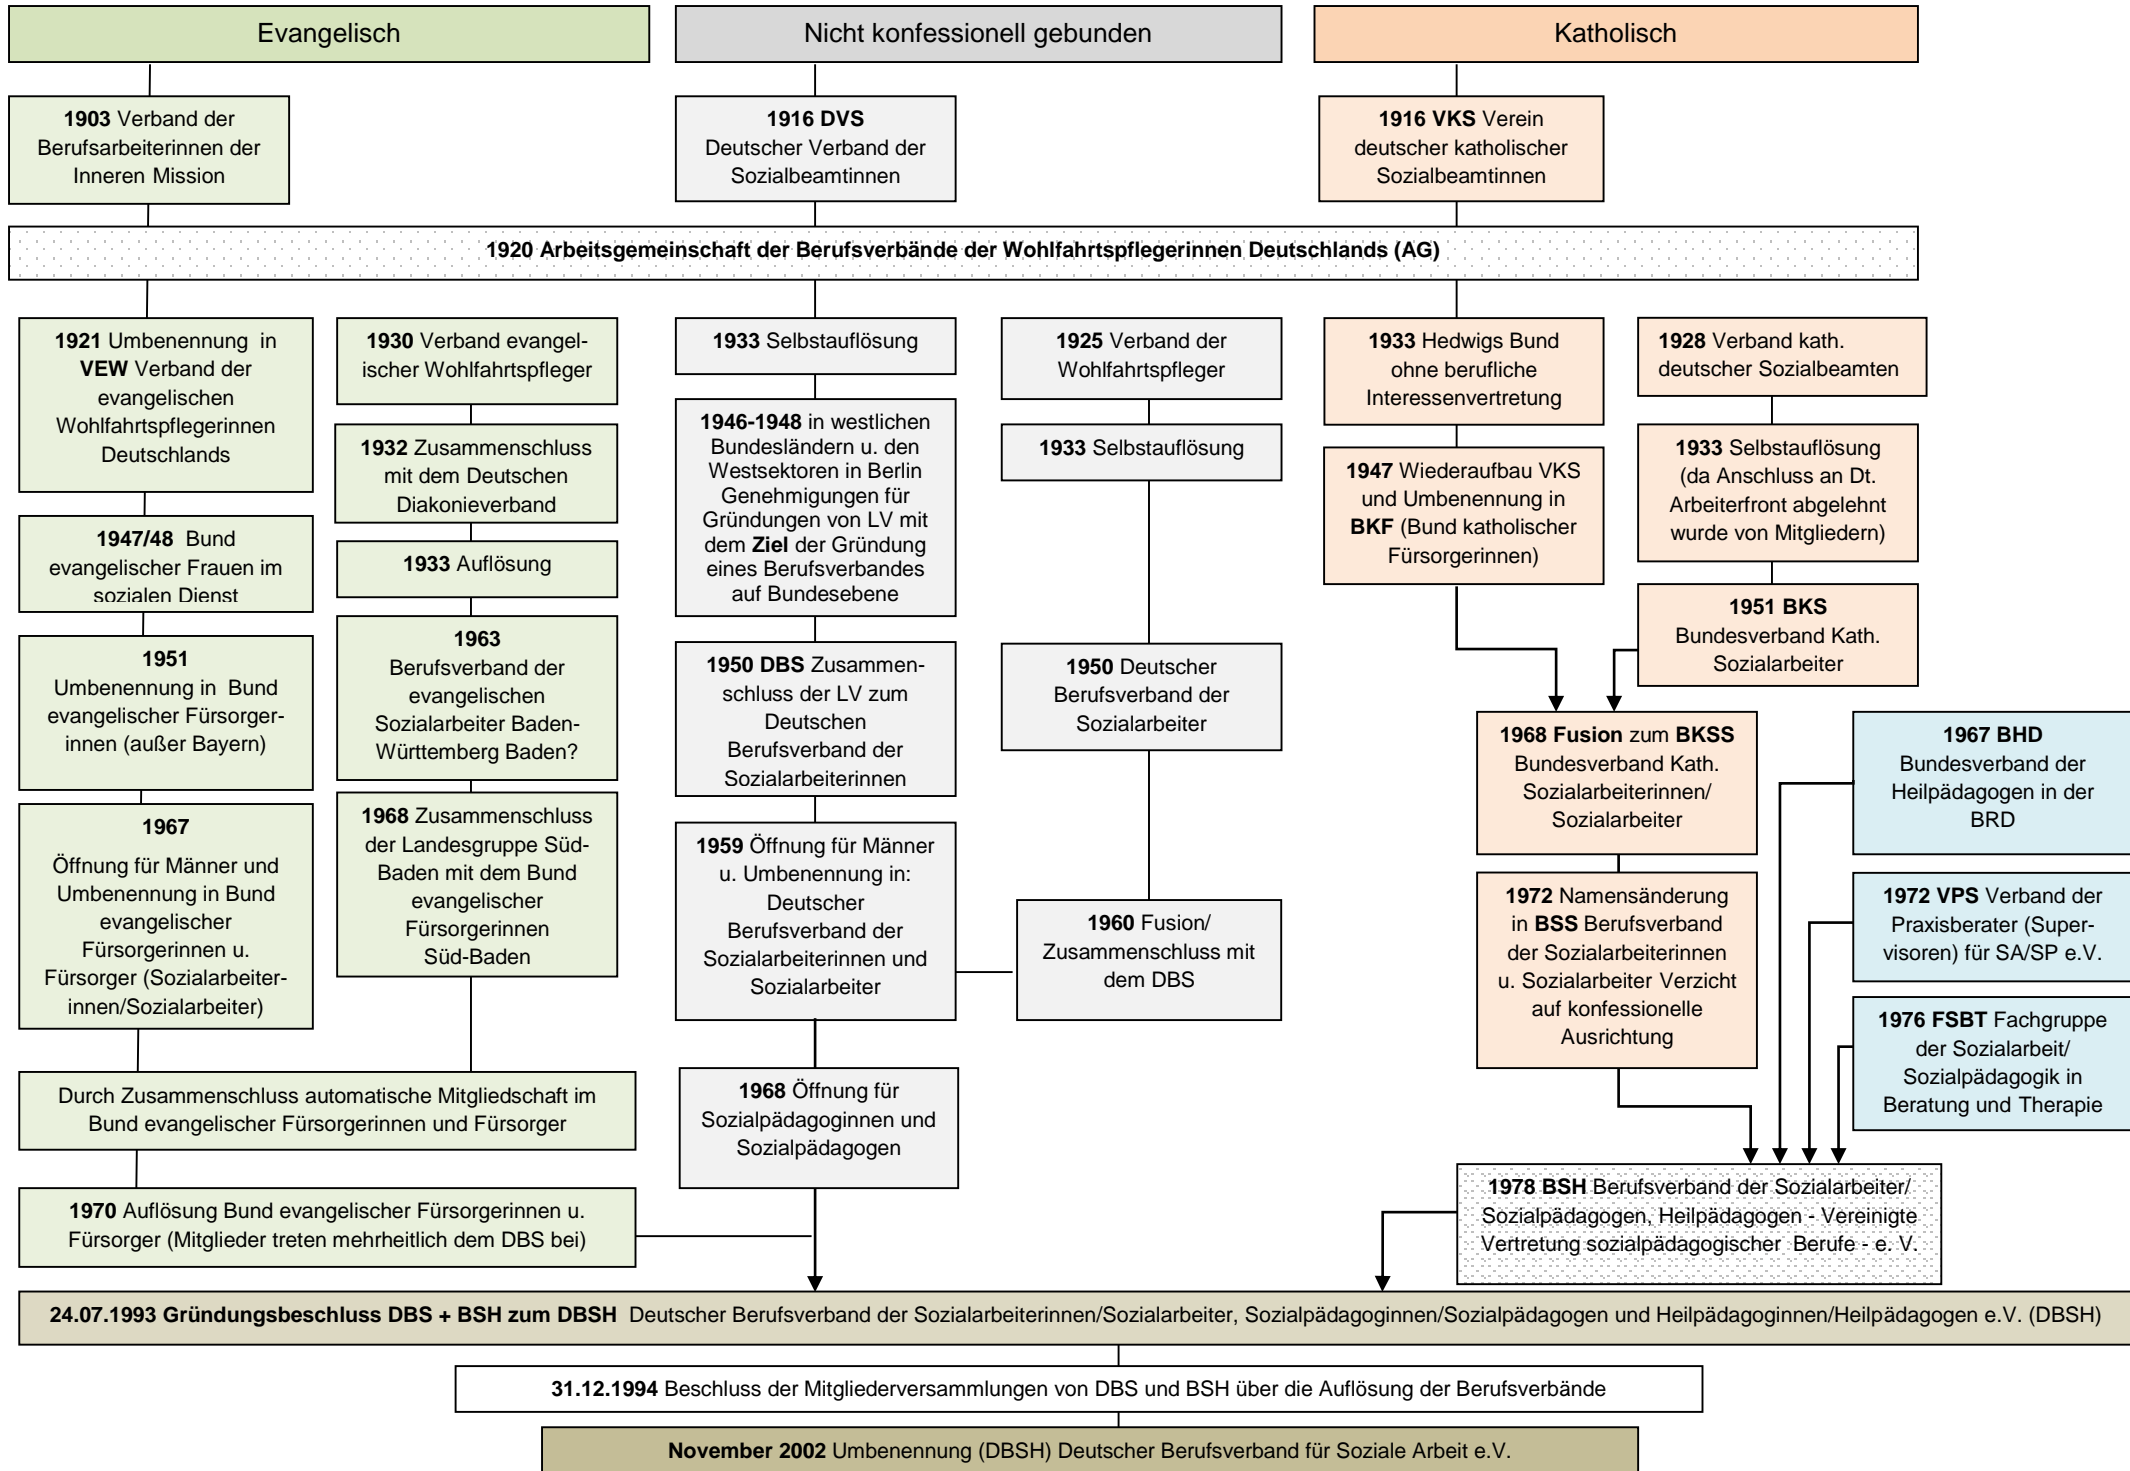 Evangelisch
Nicht konfessionell gebunden
Katholisch
1903 Verband der
Berufsarbeiterinnen der
Inneren Mission
1916 DVS
Deutscher Verband der
Sozialbeamtinnen
1916 VKS Verein
deutscher katholischer
Sozialbeamtinnen
1920 Arbeitsgemeinschaft der Berufsverbände der Wohlfahrtspflegerinnen Deutschlands (AG)
1921 Umbenennung in
VEW Verband der
evangelischen
Wohlfahrtspflegerinnen
Deutschlands
1947/48 Bund
evangelischer Frauen im
sozialen Dienst
1951
Umbenennung in Bund
evangelischer Fürsorger-
innen (außer Bayern)
1967
Öffnung für Männer und
Umbenennung in Bund
evangelischer
Fürsorgerinnen u.
Fürsorger (Sozialarbeiter-
innen/Sozialarbeiter)
1930 Verband evangel-
ischer Wohlfahrtspfleger
1932 Zusammenschluss
mit dem Deutschen
Diakonieverband
1933 Auflösung
1963
Berufsverband der
evangelischen
Sozialarbeiter Baden-
Württemberg Baden?
1968 Zusammenschluss
der Landesgruppe Süd-
Baden mit dem Bund
evangelischer
Fürsorgerinnen
Süd-Baden
Durch Zusammenschluss automatische Mitgliedschaft im
Bund evangelischer Fürsorgerinnen und Fürsorger
1970 Auflösung Bund evangelischer Fürsorgerinnen u.
Fürsorger (Mitglieder treten mehrheitlich dem DBS bei)
1933 Selbstauflösung
1946-1948 in westlichen
Bundesländern u. den
Westsektoren in Berlin
Genehmigungen für
Gründungen von LV mit
dem Ziel der Gründung
eines Berufsverbandes
auf Bundesebene
1950 DBS Zusammen-
schluss der LV zum
Deutschen
Berufsverband der
Sozialarbeiterinnen
1959 Öffnung für Männer
u. Umbenennung in:
Deutscher
Berufsverband der
Sozialarbeiterinnen und
Sozialarbeiter
1968 Öffnung für
Sozialpädagoginnen und
Sozialpädagogen
1925 Verband der
Wohlfahrtspfleger
1933 Selbstauflösung
1950 Deutscher
Berufsverband der
Sozialarbeiter
1960 Fusion/
Zusammenschluss mit
dem DBS
1933 Hedwigs Bund
ohne berufliche
Interessenvertretung
1947 Wiederaufbau VKS
und Umbenennung in
BKF (Bund katholischer
Fürsorgerinnen)
1928 Verband kath.
deutscher Sozialbeamten
1933 Selbstauflösung
(da Anschluss an Dt.
Arbeiterfront abgelehnt
wurde von Mitgliedern)
1951 BKS
Bundesverband Kath.
Sozialarbeiter
1968 Fusion zum BKSS
Bundesverband Kath.
Sozialarbeiterinnen/
Sozialarbeiter
1972 Namensänderung
in BSS Berufsverband
der Sozialarbeiterinnen
u. Sozialarbeiter Verzicht
auf konfessionelle
Ausrichtung
1967 BHD
Bundesverband der
Heilpädagogen in der
BRD
1972 VPS Verband der
Praxisberater (Super-
visoren) für SA/SP e.V.
1976 FSBT Fachgruppe
der Sozialarbeit/
Sozialpädagogik in
Beratung und Therapie
1978 BSH Berufsverband der Sozialarbeiter/
Sozialpädagogen, Heilpädagogen - Vereinigte
Vertretung sozialpädagogischer Berufe - e. V.
24.07.1993 Gründungsbeschluss DBS + BSH zum DBSH Deutscher Berufsverband der Sozialarbeiterinnen/Sozialarbeiter, Sozialpädagoginnen/Sozialpädagogen und Heilpädagoginnen/Heilpädagogen e.V. (DBSH)
31.12.1994 Beschluss der Mitgliederversammlungen von DBS und BSH über die Auflösung der Berufsverbände
November 2002 Umbenennung (DBSH) Deutscher Berufsverband für Soziale Arbeit e.V.